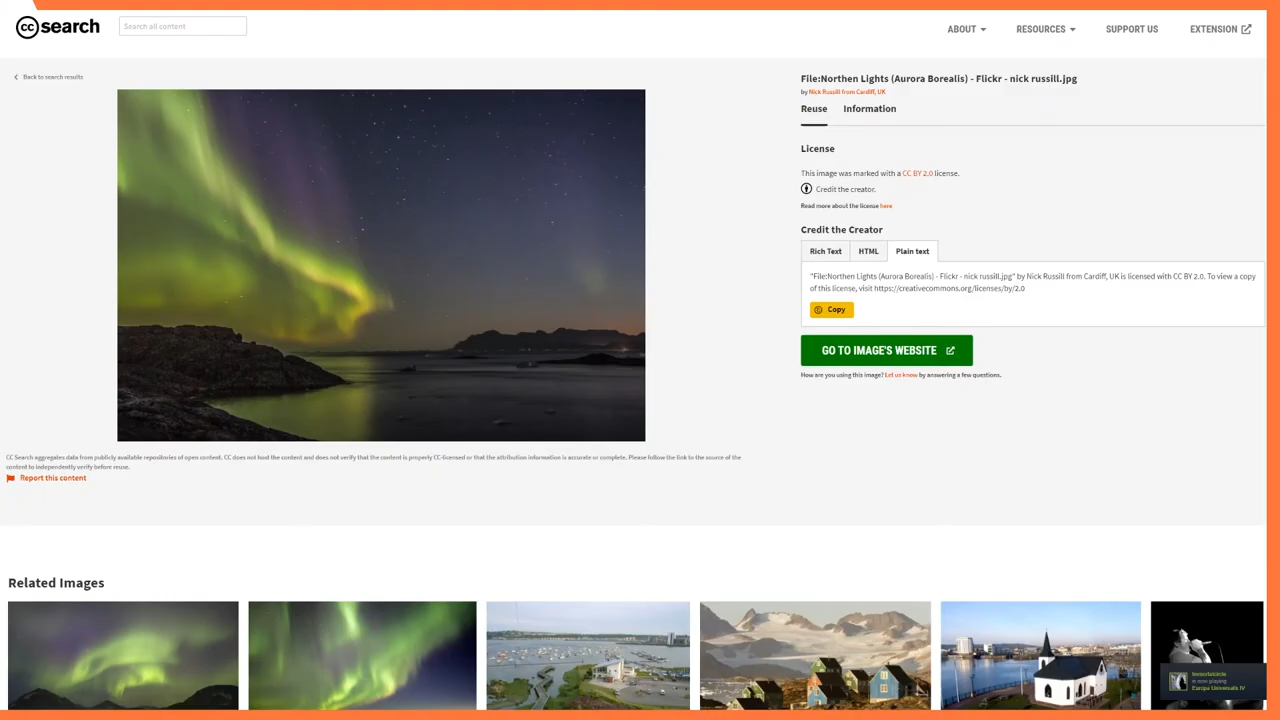 cc search
Search all content
ABOUT
RESOURCES
SUPPORT US
EXTENSION
Back to search results
File:Northen Lights (Aurora Borealis) - Flickr - nick russill.jpg
by Nick Russill from Cardiff, UK
Reuse
Information
License
This image was marked with a CC BY 2.0 license.
Credit the creator.
Read more about the license here
Credit the Creator
Rich Text
HTML
Plain text
"File:Northen Lights (Aurora Borealis) - Flickr - nick russill.jpg" by Nick Russill from Cardiff, UK is licensed with CC BY 2.0. To view a copy
of this license, visit https://creativecommons.org/licenses/by/2.0
Copy
GO TO IMAGE'S WEBSITE
How are you using this image? Let us know by answering a few questions.
CC Search aggregates data from publicly available repositories of open content. CC does not host the content and does not verify that the content is properly CC-licensed or that the attribution information is accurate or complete. Please follow the link to the source of the
content to independently verify before reuse.
Report this content
Related Images
is now playing
Europa Universalis IV